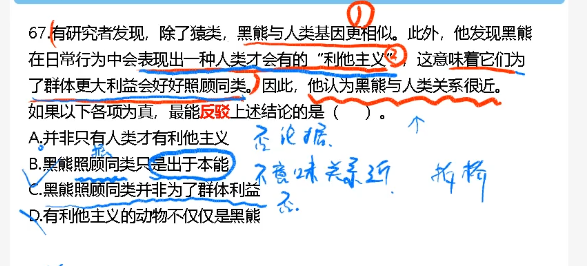 ①
67.有研究者发现，除了猿类，黑熊与人类基因更相似。此外，他发现黑熊
在日常行为中会表现出一种人类才会有的“利他主义”②，这意味着它们为
了群体更大利益会好好照顾同类。因此，他认为黑熊与人类关系很近。
如果以下各项为真，最能反驳上述结论的是（　）。
A.并非只有人类才有利他主义 否论据.
B.黑熊照顾同类只是出于本能 不意味关系近 拆桥
C.黑熊照顾同类并非为了群体利益 否.
D.有利他主义的动物不仅仅是黑熊